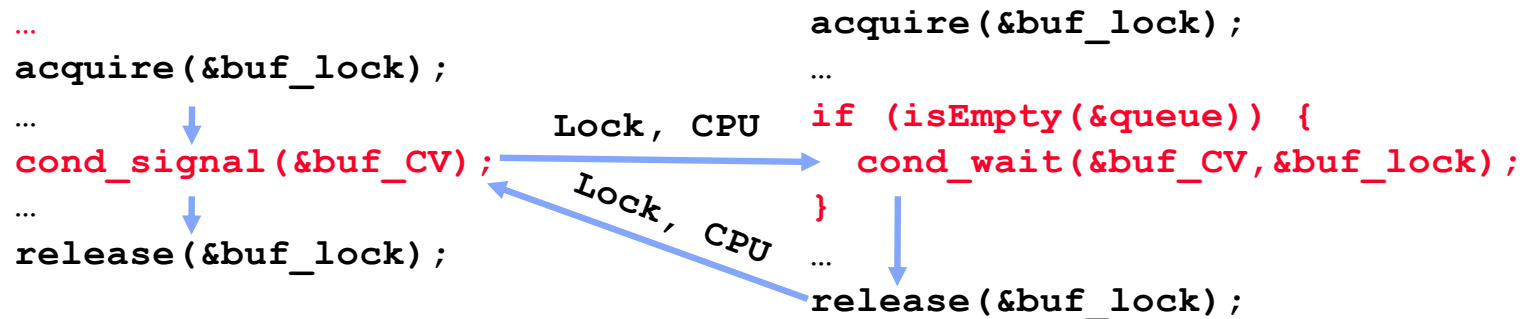 …
acquire(&buf_lock);
…
cond_signal(&buf_CV);
…
release(&buf_lock);
Lock, CPU
Lock, CPU
acquire(&buf_lock);
…
if (isEmpty(&queue)) {
cond_wait(&buf_CV,&buf_lock);
}
…
release(&buf_lock);